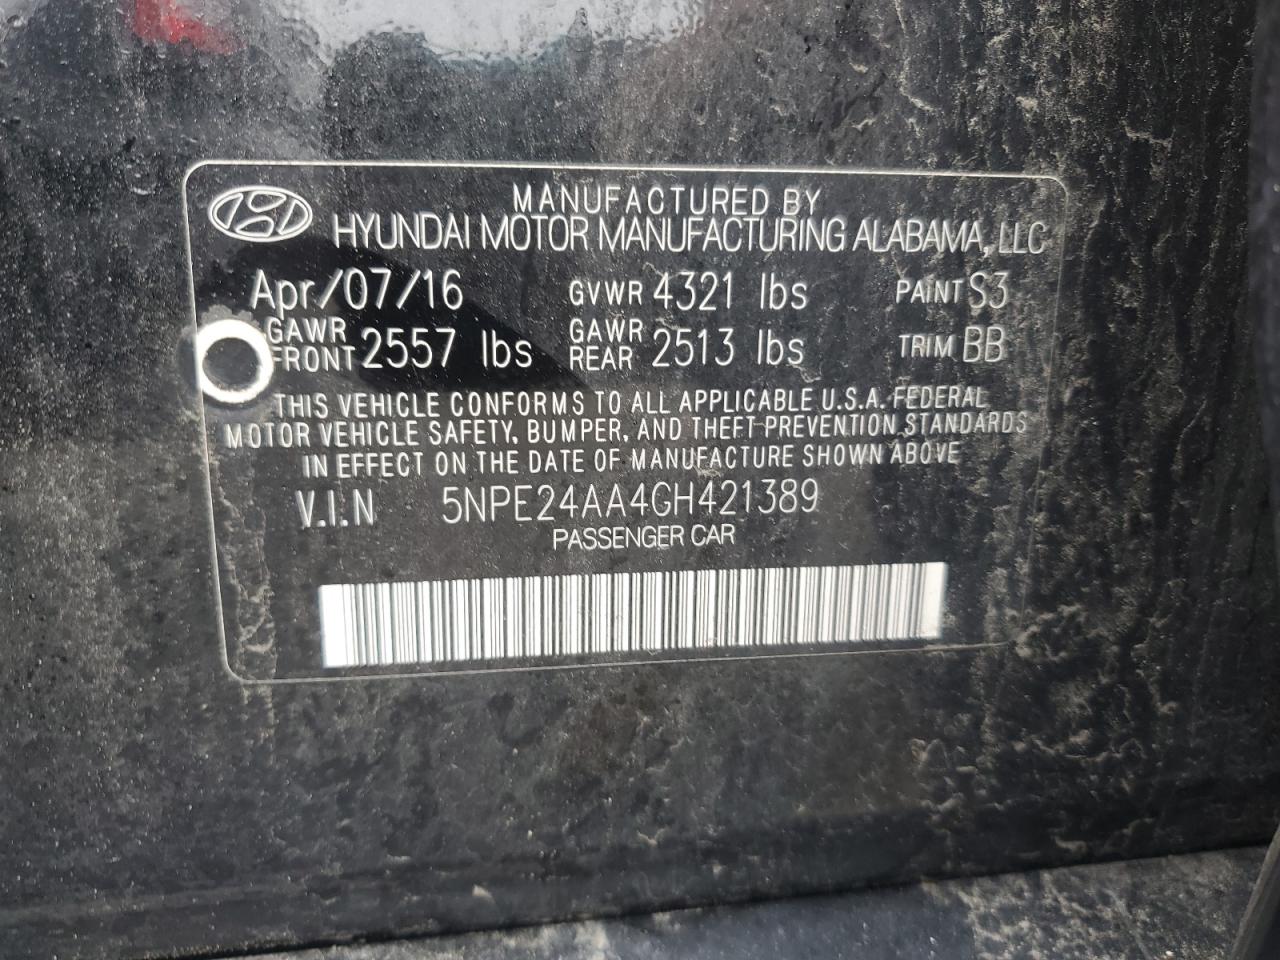 MANUFACTURED BY
HYUNDAI MOTOR MANUFACTURING ALABAMA, LLC
Apr/07/16 GVWR 4321 lbs PAINT S3
GAWR FRONT 2557 lbs GAWR REAR 2513 lbs TRIM BB
THIS VEHICLE CONFORMS TO ALL APPLICABLE U.S.A. FEDERAL
MOTOR VEHICLE SAFETY, BUMPER, AND THEFT PREVENTION STANDARDS
IN EFFECT ON THE DATE OF MANUFACTURE SHOWN ABOVE
V.I.N 5NPE24AA4GH421389
PASSENGER CAR